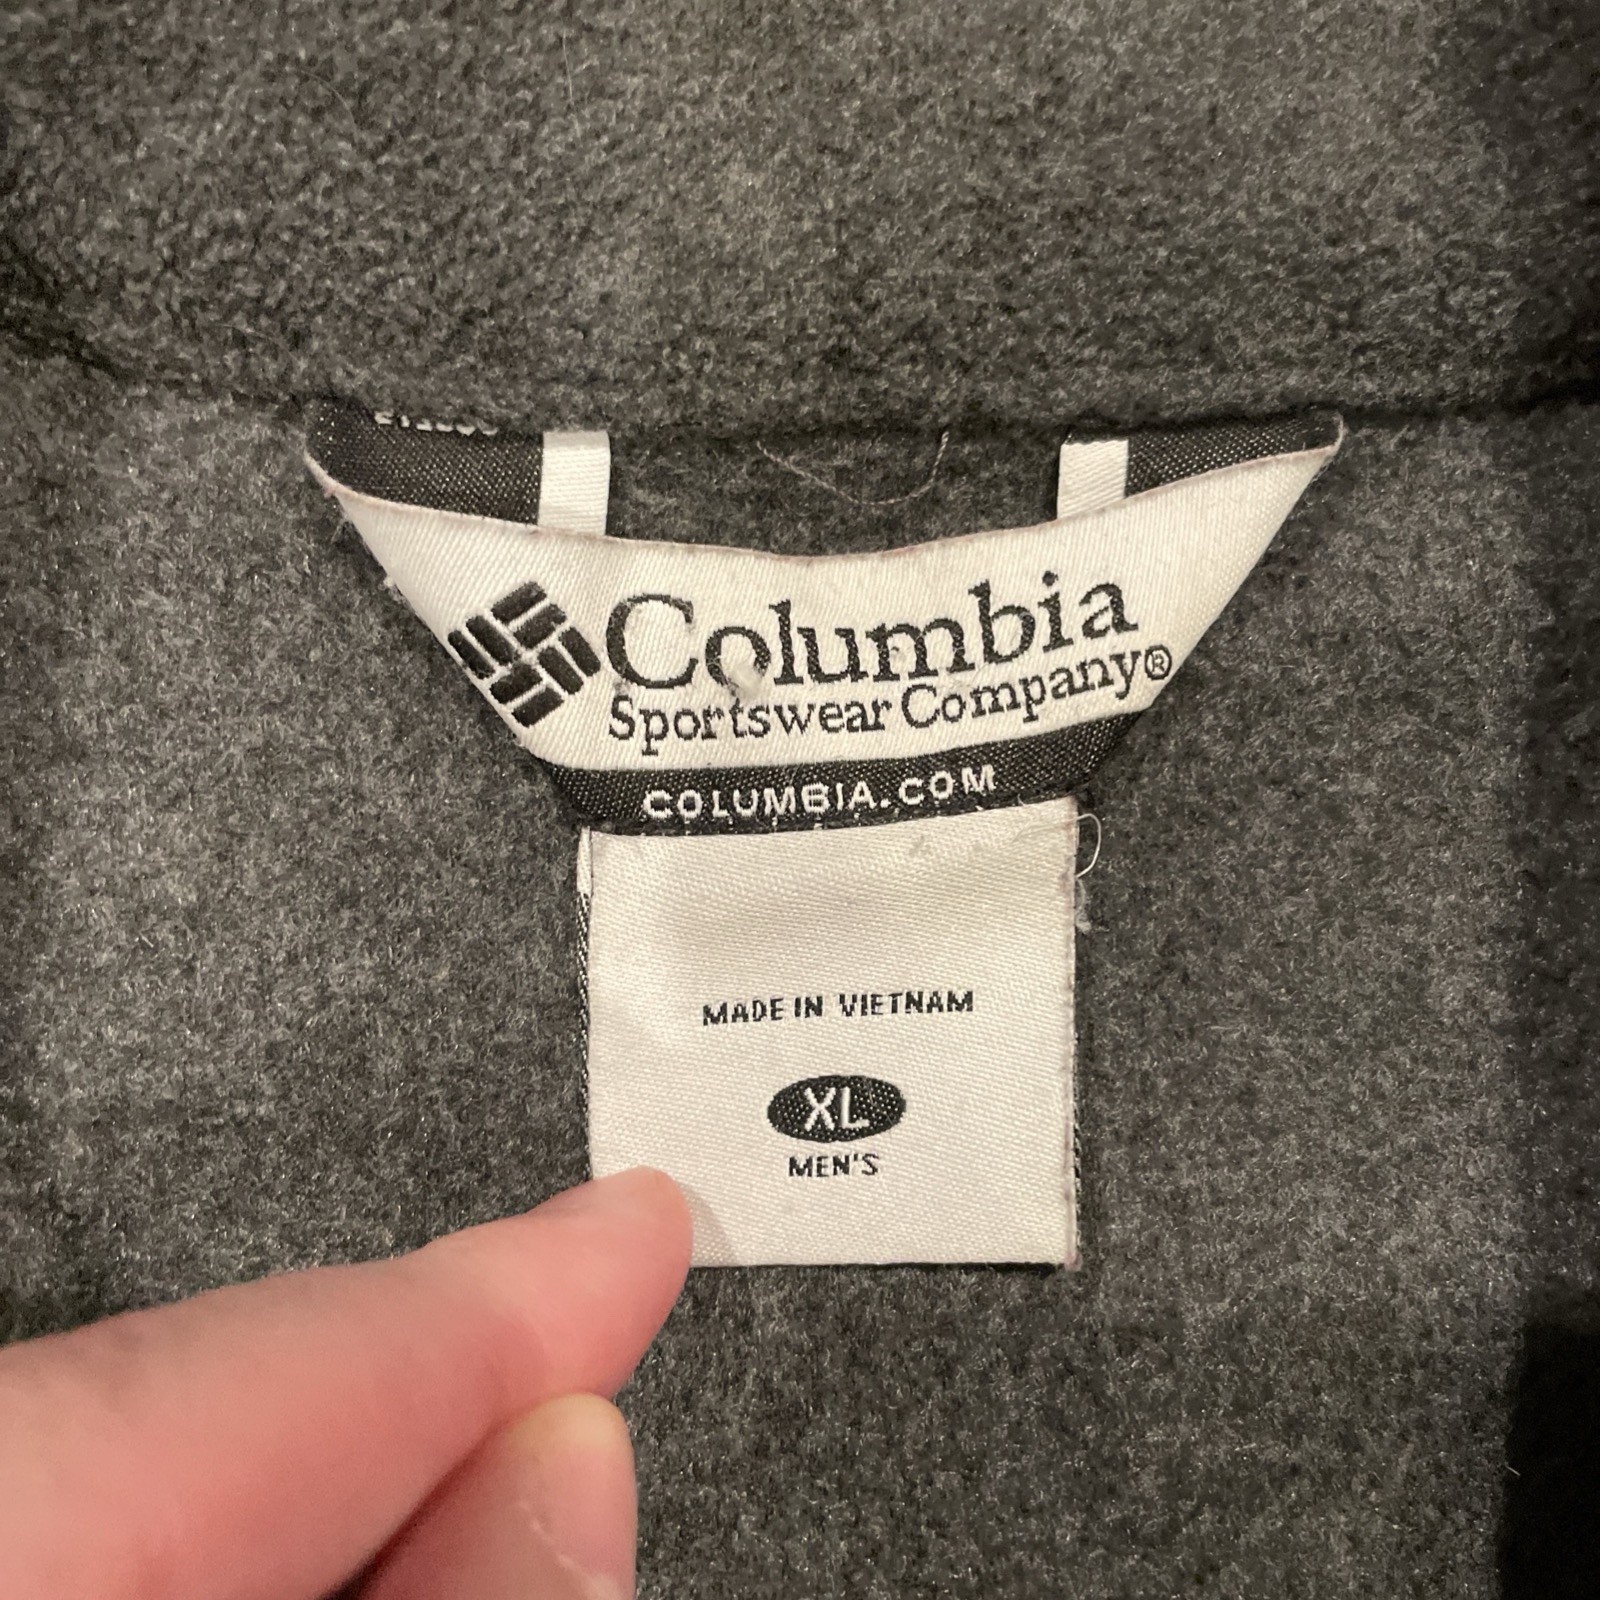 Columbia
Sportswear Company®
COLUMBIA.COM
MADE IN VIETNAM
XL
MEN'S